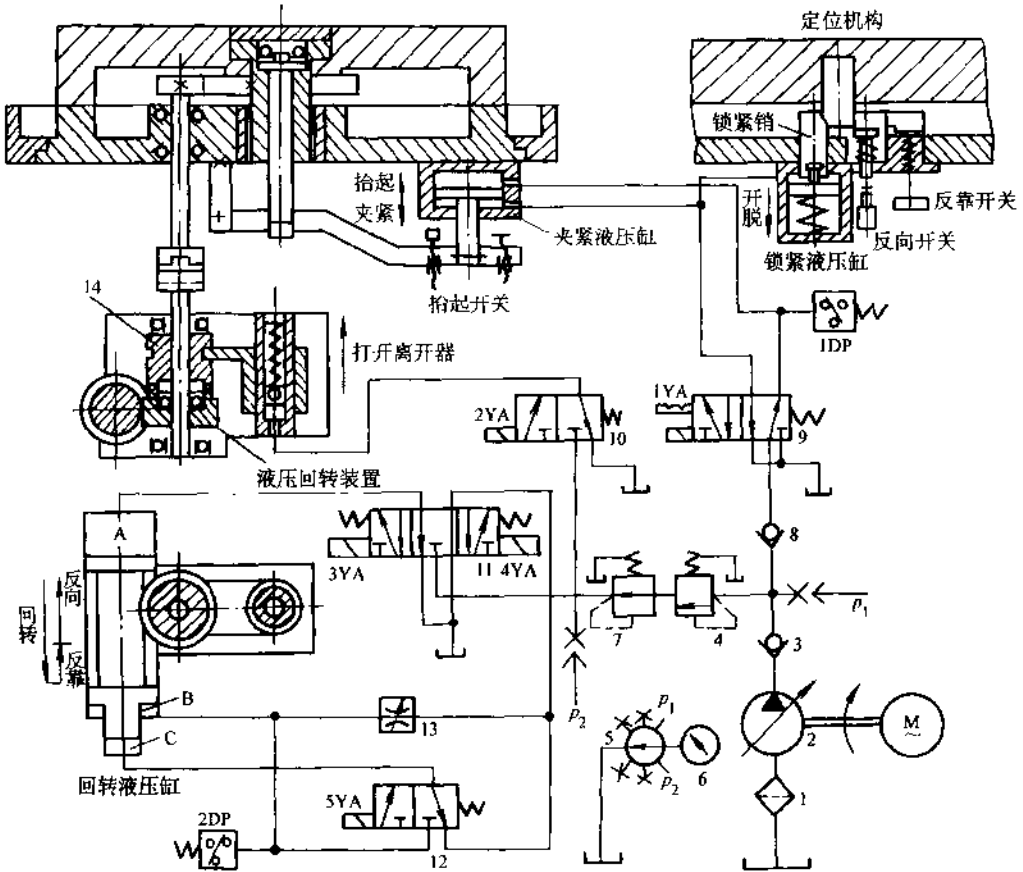 定位机构
锁紧销
抬起
夹紧
开
脱
反靠开关
夹紧液压缸
反向开关
锁紧液压缸
抬起开关
14
打开离开器
1DP
2YA
10
1YA
9
液压回转装置
A
3YA
11
4YA
8
反向
回转
反靠
7
4
p1
3
B
C
13
p2
5
p1
p2
6
2
M
~
回转液压缸
1
5YA
2DP
12